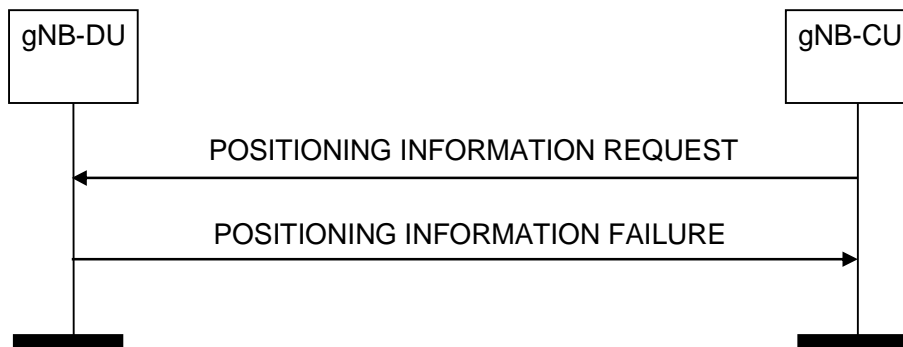 gNB-DU
gNB-CU
POSITIONING INFORMATION REQUEST
POSITIONING INFORMATION FAILURE